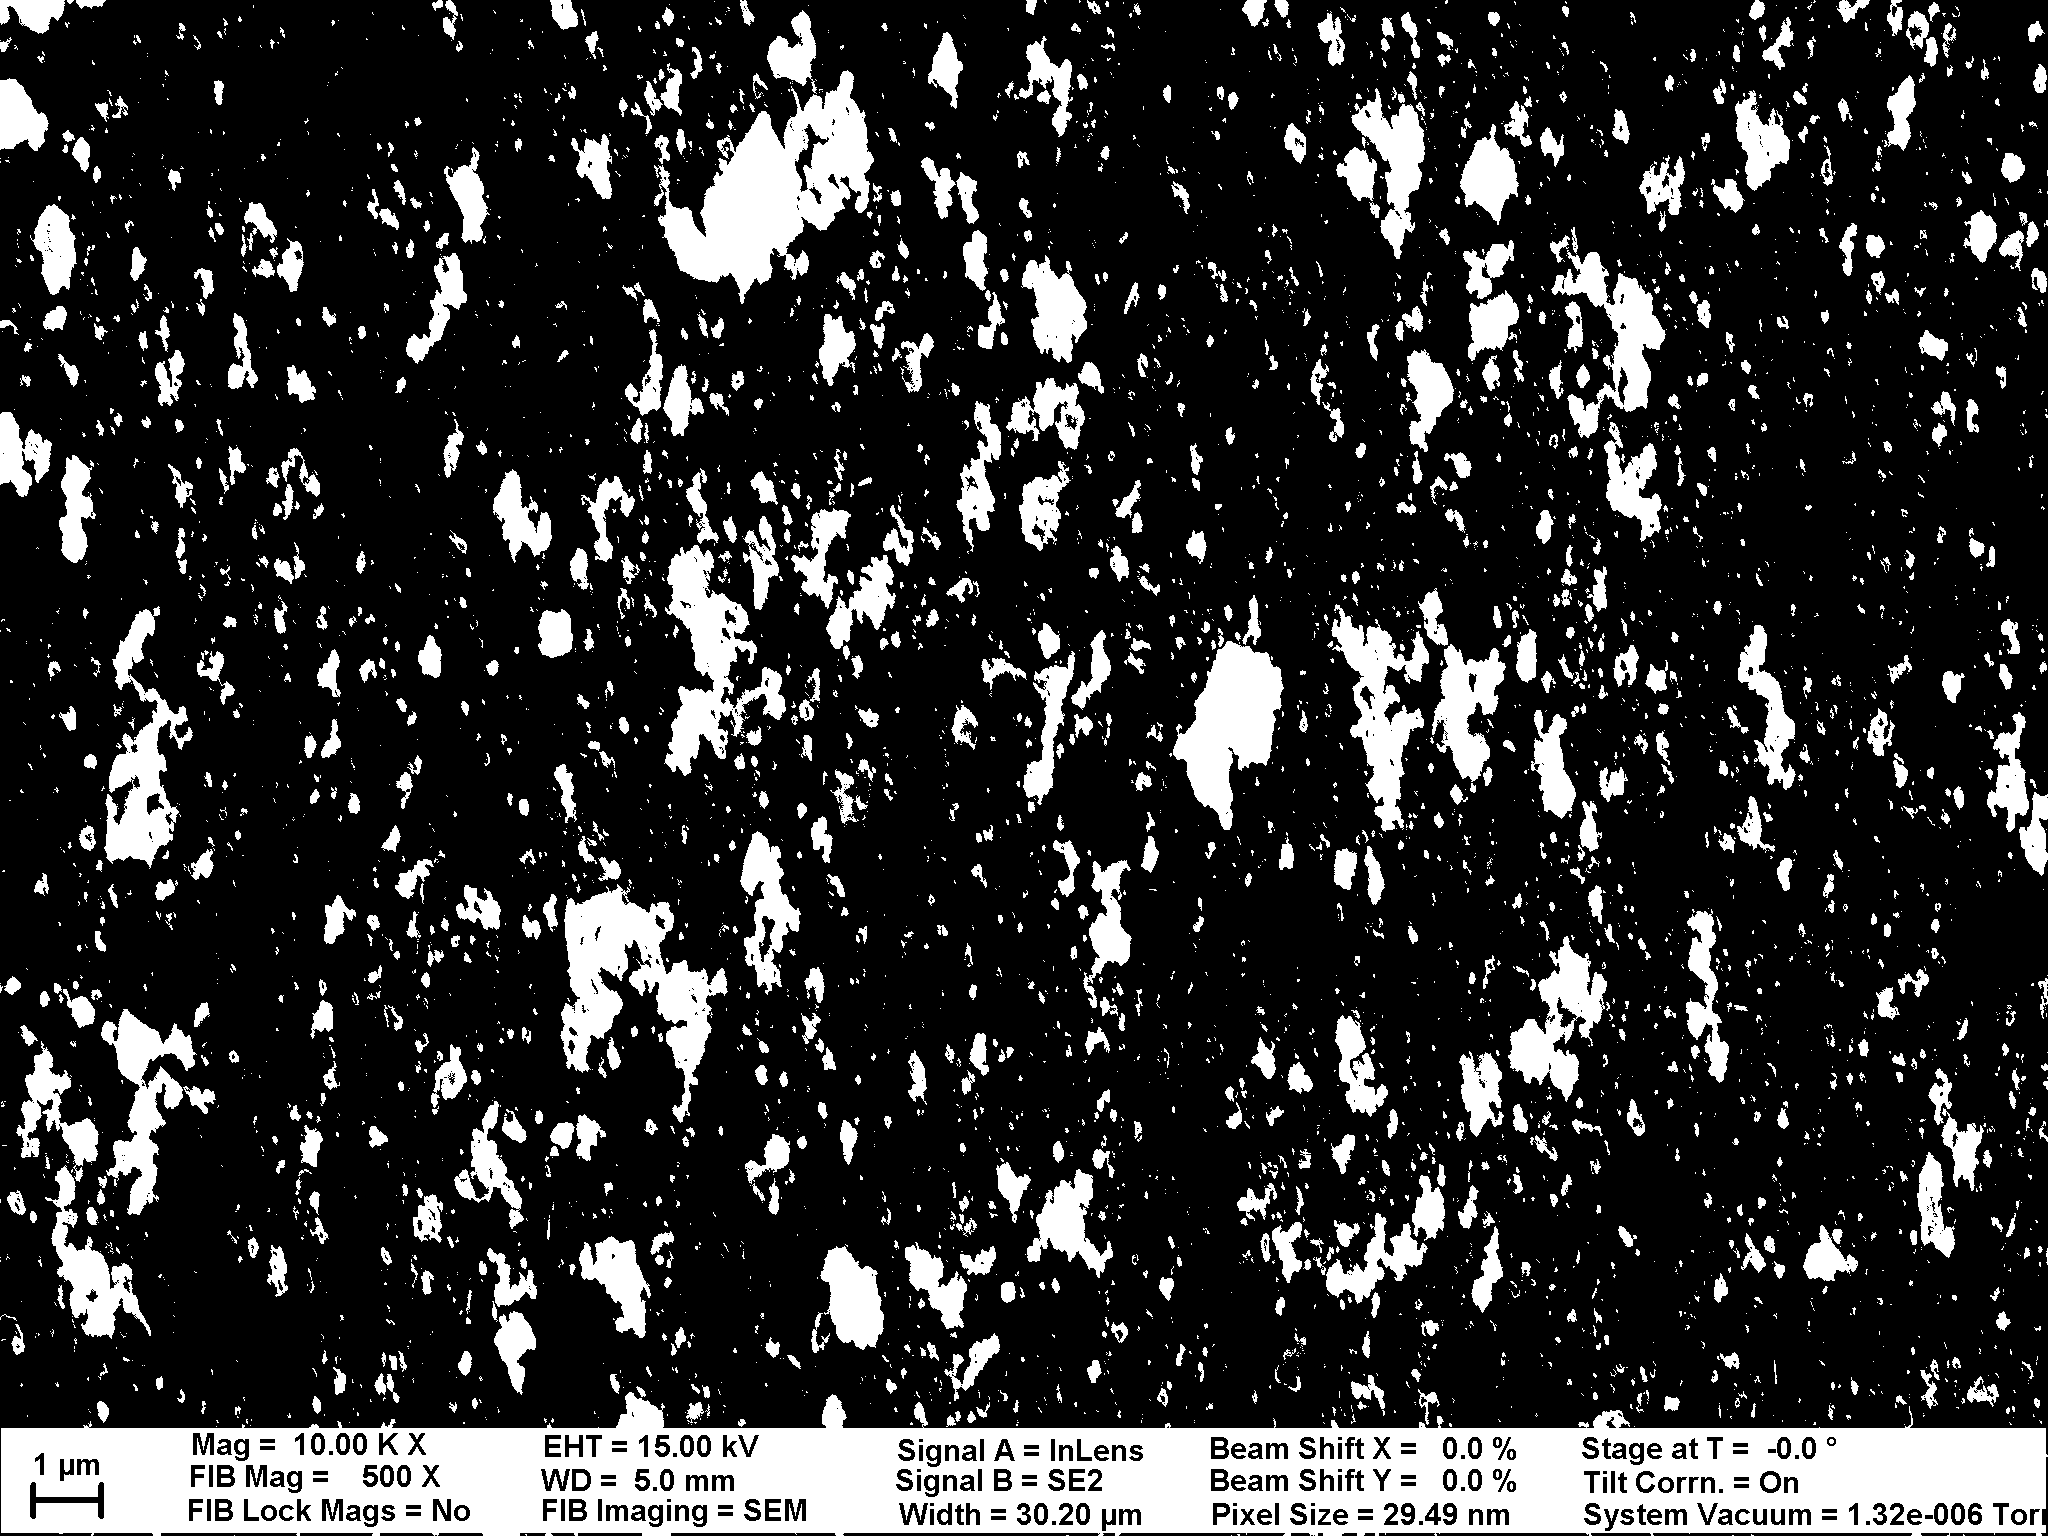 1 µm
Mag = 10.00 K X
FIB Mag = 500 X
FIB Lock Mags = No
EHT = 15.00 kV
WD = 5.0 mm
FIB Imaging = SEM
Signal A = InLens
Signal B = SE2
Width = 30.20 µm
Beam Shift X = 0.0 %
Beam Shift Y = 0.0 %
Pixel Size = 29.49 nm
Stage at T = -0.0 °
Tilt Corrn. = On
System Vacuum = 1.32e-006 Torr